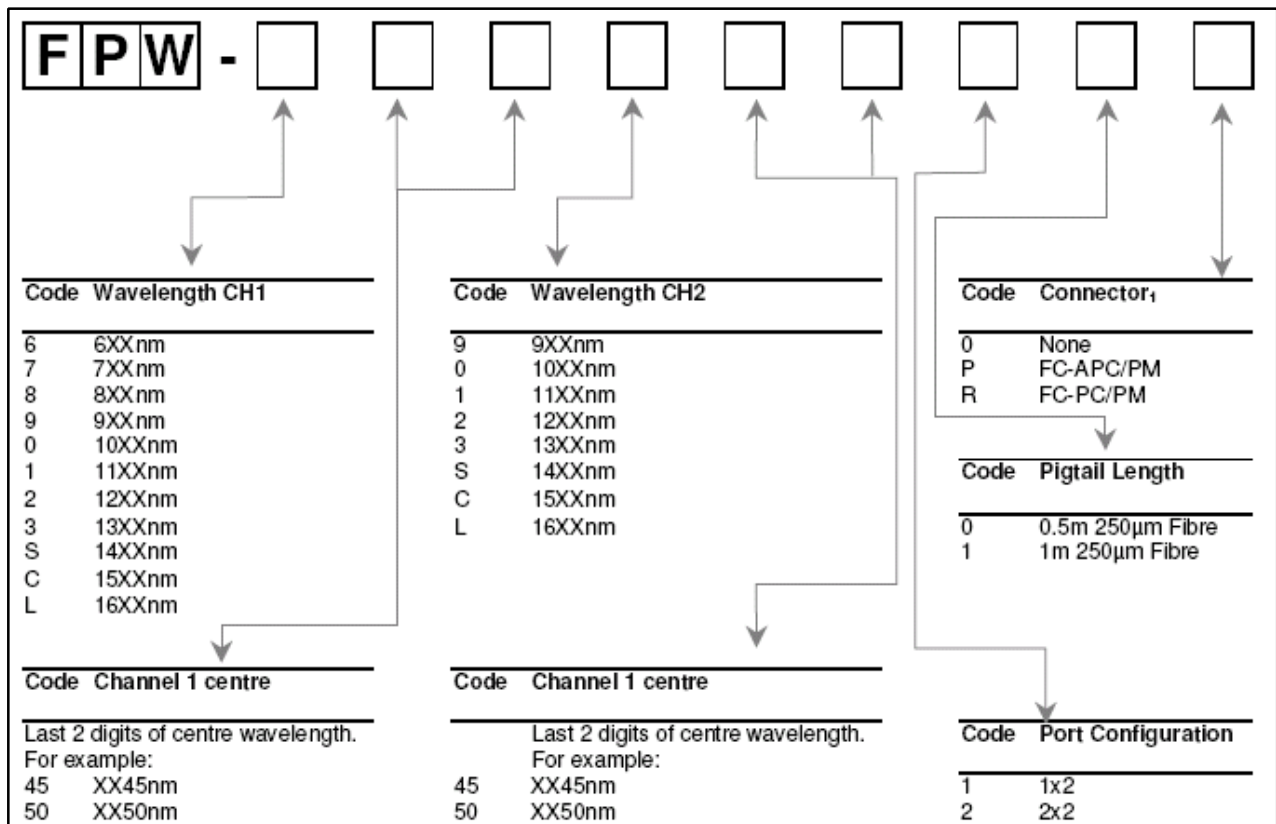 FPW -
Code Wavelength CH1
6 6XXnm
7 7XXnm
8 8XXnm
9 9XXnm
0 10XXnm
1 11XXnm
2 12XXnm
3 13XXnm
S 14XXnm
C 15XXnm
L 16XXnm
Code Wavelength CH2
9 9XXnm
0 10XXnm
1 11XXnm
2 12XXnm
3 13XXnm
S 14XXnm
C 15XXnm
L 16XXnm
Code Connector₁
0 None
P FC-APC/PM
R FC-PC/PM
Code Pigtail Length
0 0.5m 250µm Fibre
1 1m 250µm Fibre
Code Channel 1 centre
Last 2 digits of centre wavelength.
For example:
45 XX45nm
50 XX50nm
Code Channel 1 centre
Last 2 digits of centre wavelength.
For example:
45 XX45nm
50 XX50nm
Code Port Configuration
1 1x2
2 2x2